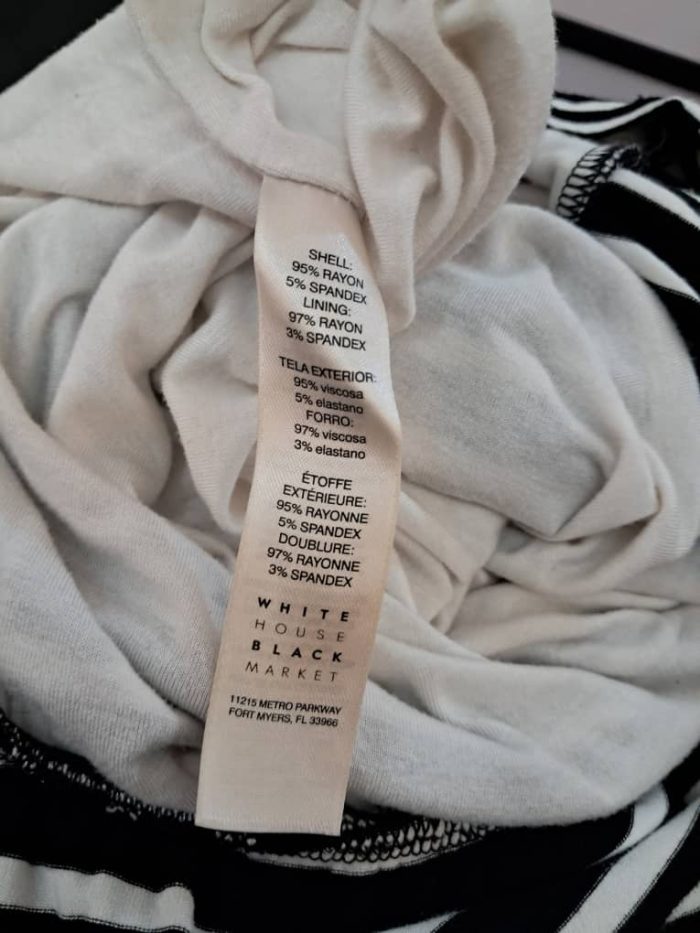 SHELL:
95% RAYON
5% SPANDEX
LINING:
97% RAYON
3% SPANDEX
TELA EXTERIOR:
95% viscosa
5% elastano
FORRO:
97% viscosa
3% elastano
ÉTOFFE
EXTÉRIEURE:
95% RAYONNE
5% SPANDEX
DOUBLURE:
97% RAYONNE
3% SPANDEX
WHITE
HOUSE
BLACK
MARKET
11215 METRO PARKWAY
FORT MYERS, FL 33966